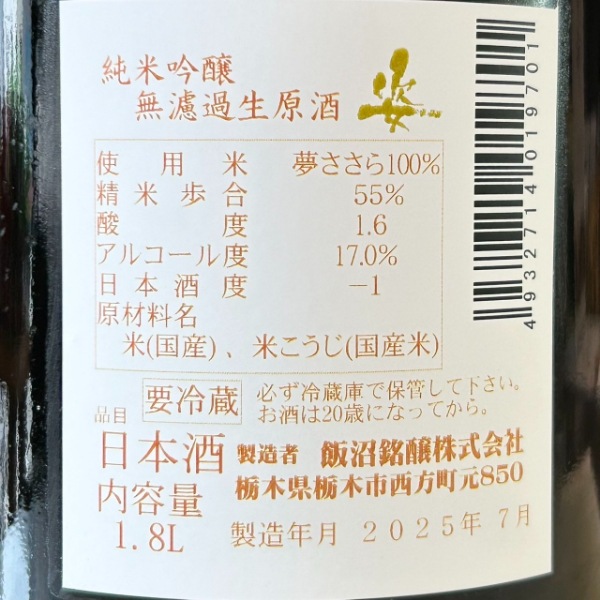 純米吟醸
無濾過生原酒
姿
使用米 夢ささら100%
精米歩合 55%
酸度 1.6
アルコール度 17.0%
日本酒度 −1
原材料名
米(国産)、米こうじ(国産米)
要冷蔵 必ず冷蔵庫で保管して下さい。
お酒は20歳になってから。
品目
日本酒
製造者 飯沼銘醸株式会社
栃木県栃木市西方町元850
内容量
1.8L
製造年月 2025年 7月
4932714019701